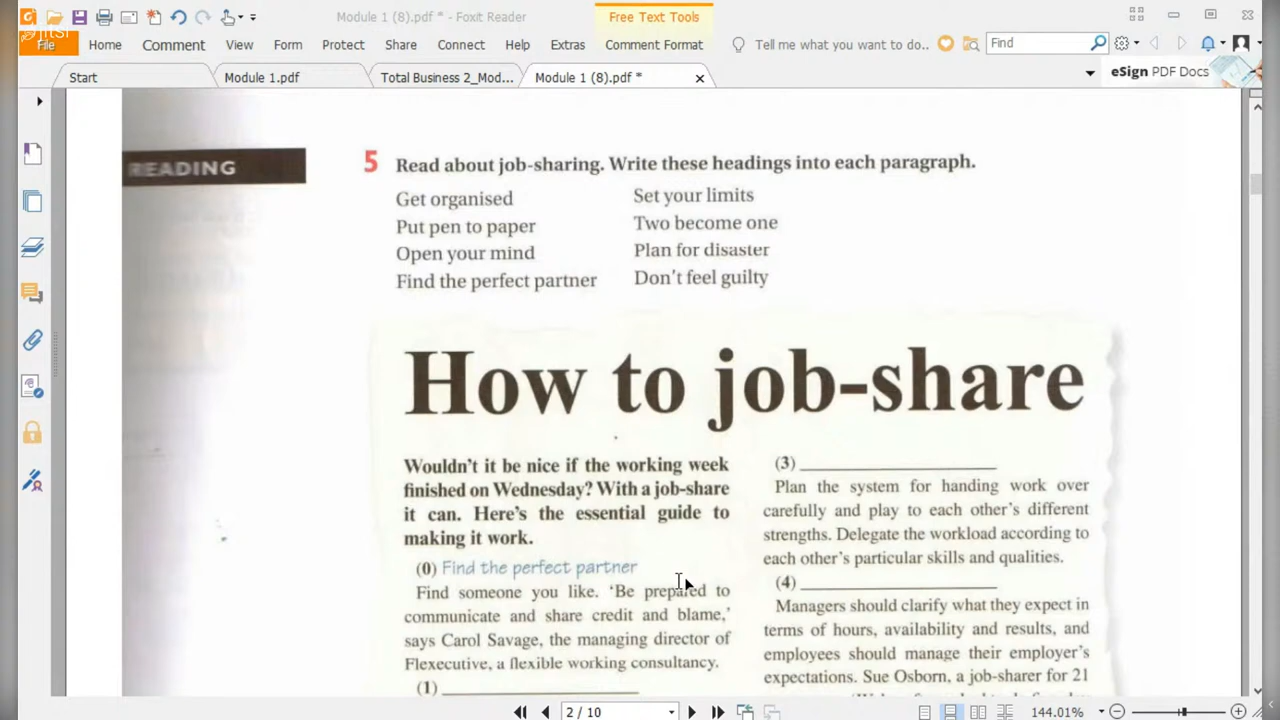 Module 1 (8).pdf * - Foxit Reader
Free Text Tools
File
Home
Comment
View
Form
Protect
Share
Connect
Help
Extras
Comment Format
Tell me what you want to do..
Find
Start
Module 1.pdf
Total Business 2_Mod...
Module 1 (8).pdf *
eSign PDF Docs
READING
5 Read about job-sharing. Write these headings into each paragraph.
Get organised
Put pen to paper
Open your mind
Find the perfect partner
Set your limits
Two become one
Plan for disaster
Don't feel guilty
How to job-share
Wouldn't it be nice if the working week
finished on Wednesday? With a job-share
it can. Here's the essential guide to
making it work.
(0) Find the perfect partner
Find someone you like. 'Be prepared to
communicate and share credit and blame,'
says Carol Savage, the managing director of
Flexecutive, a flexible working consultancy.
(1)
(3)
Plan the system for handing work over
carefully and play to each other's different
strengths. Delegate the workload according to
each other's particular skills and qualities.
(4)
Managers should clarify what they expect in
terms of hours, availability and results, and
employees should manage their employer's
expectations. Sue Osborn, a job-sharer for 21
2 / 10
144.01%